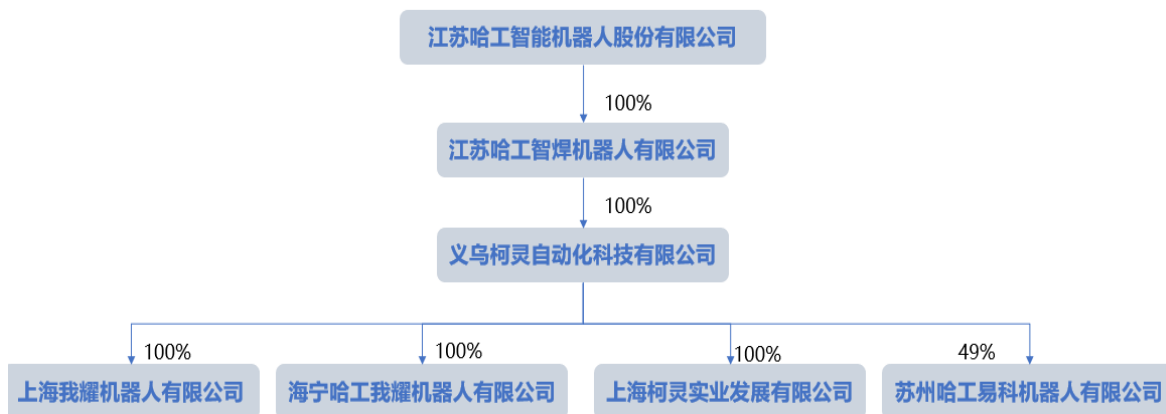 江苏哈工智能机器人股份有限公司
100%
江苏哈工智焊机器人有限公司
100%
义乌柯灵自动化科技有限公司
100%
100%
100%
49%
上海我耀机器人有限公司
海宁哈工我耀机器人有限公司
上海柯灵实业发展有限公司
苏州哈工易科机器人有限公司